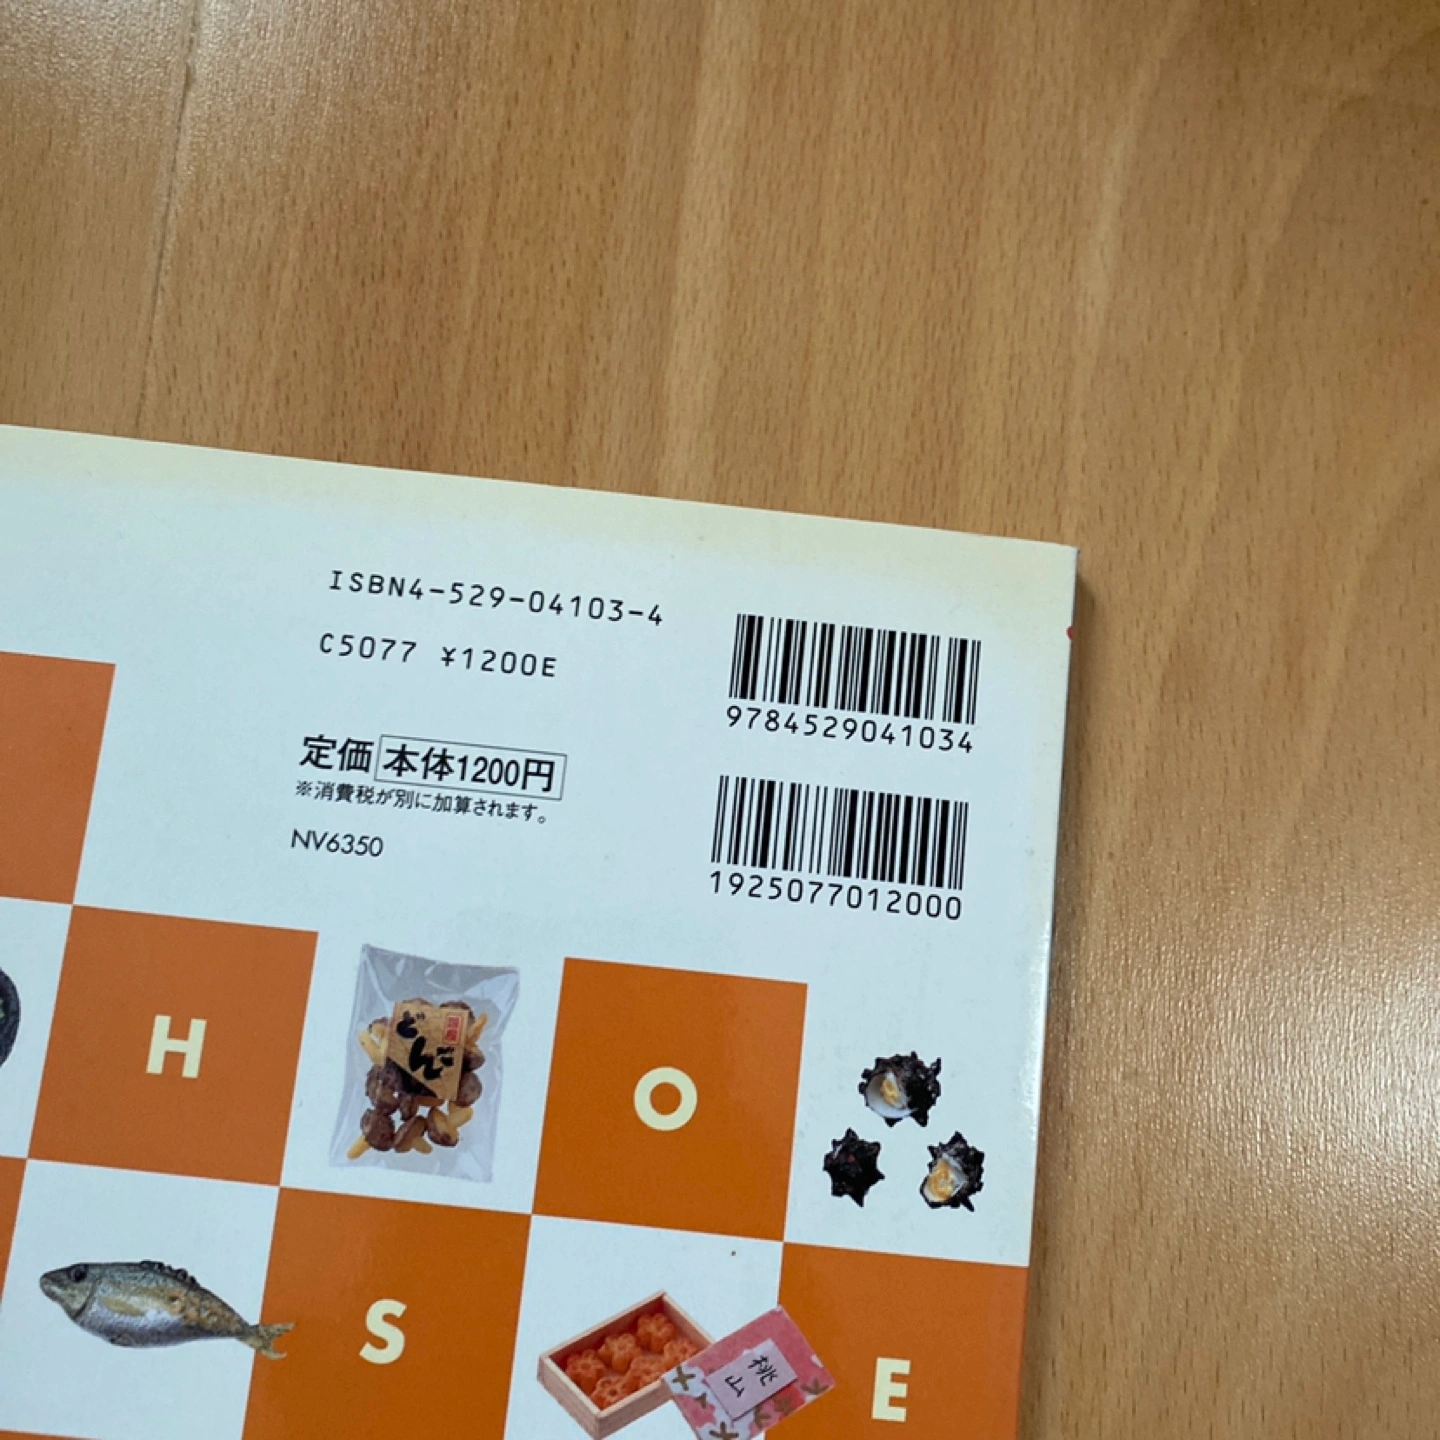 ISBN4-529-04103-4
C5077 ¥1200E
9784529041034
定価 本体1200円
※消費税が別に加算されます。
NV6350
1925077012000
H
どんこ
O
S
桃山
E